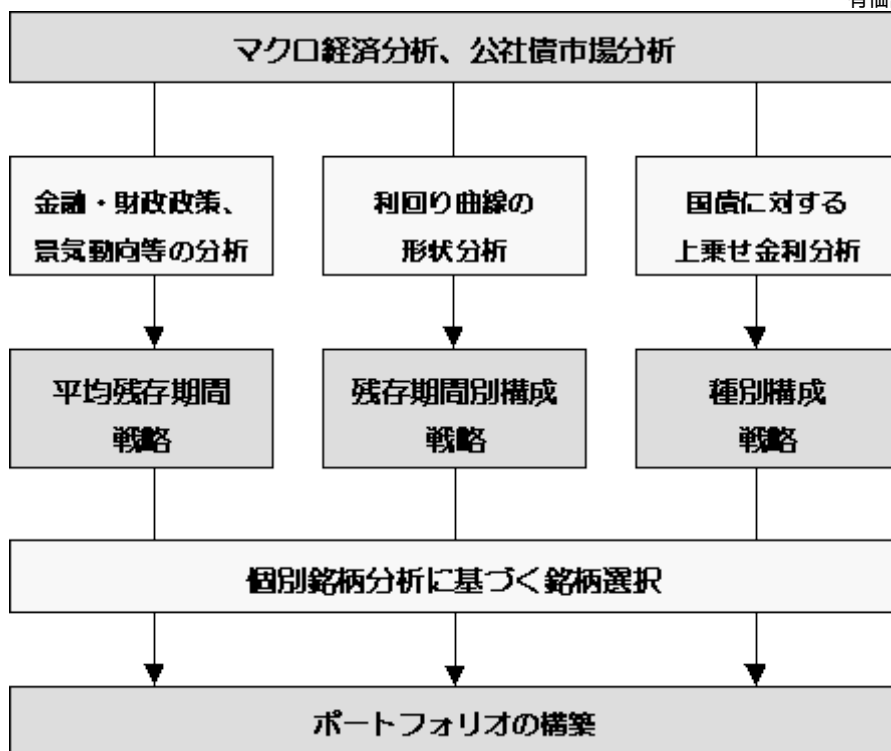 マクロ経済分析、公社債市場分析
金融・財政政策、
景気動向等の分析
利回り曲線の
形状分析
国債に対する
上乗せ金利分析
平均残存期間
戦略
残存期間別構成
戦略
種別構成
戦略
個別銘柄分析に基づく銘柄選択
ポートフォリオの構築